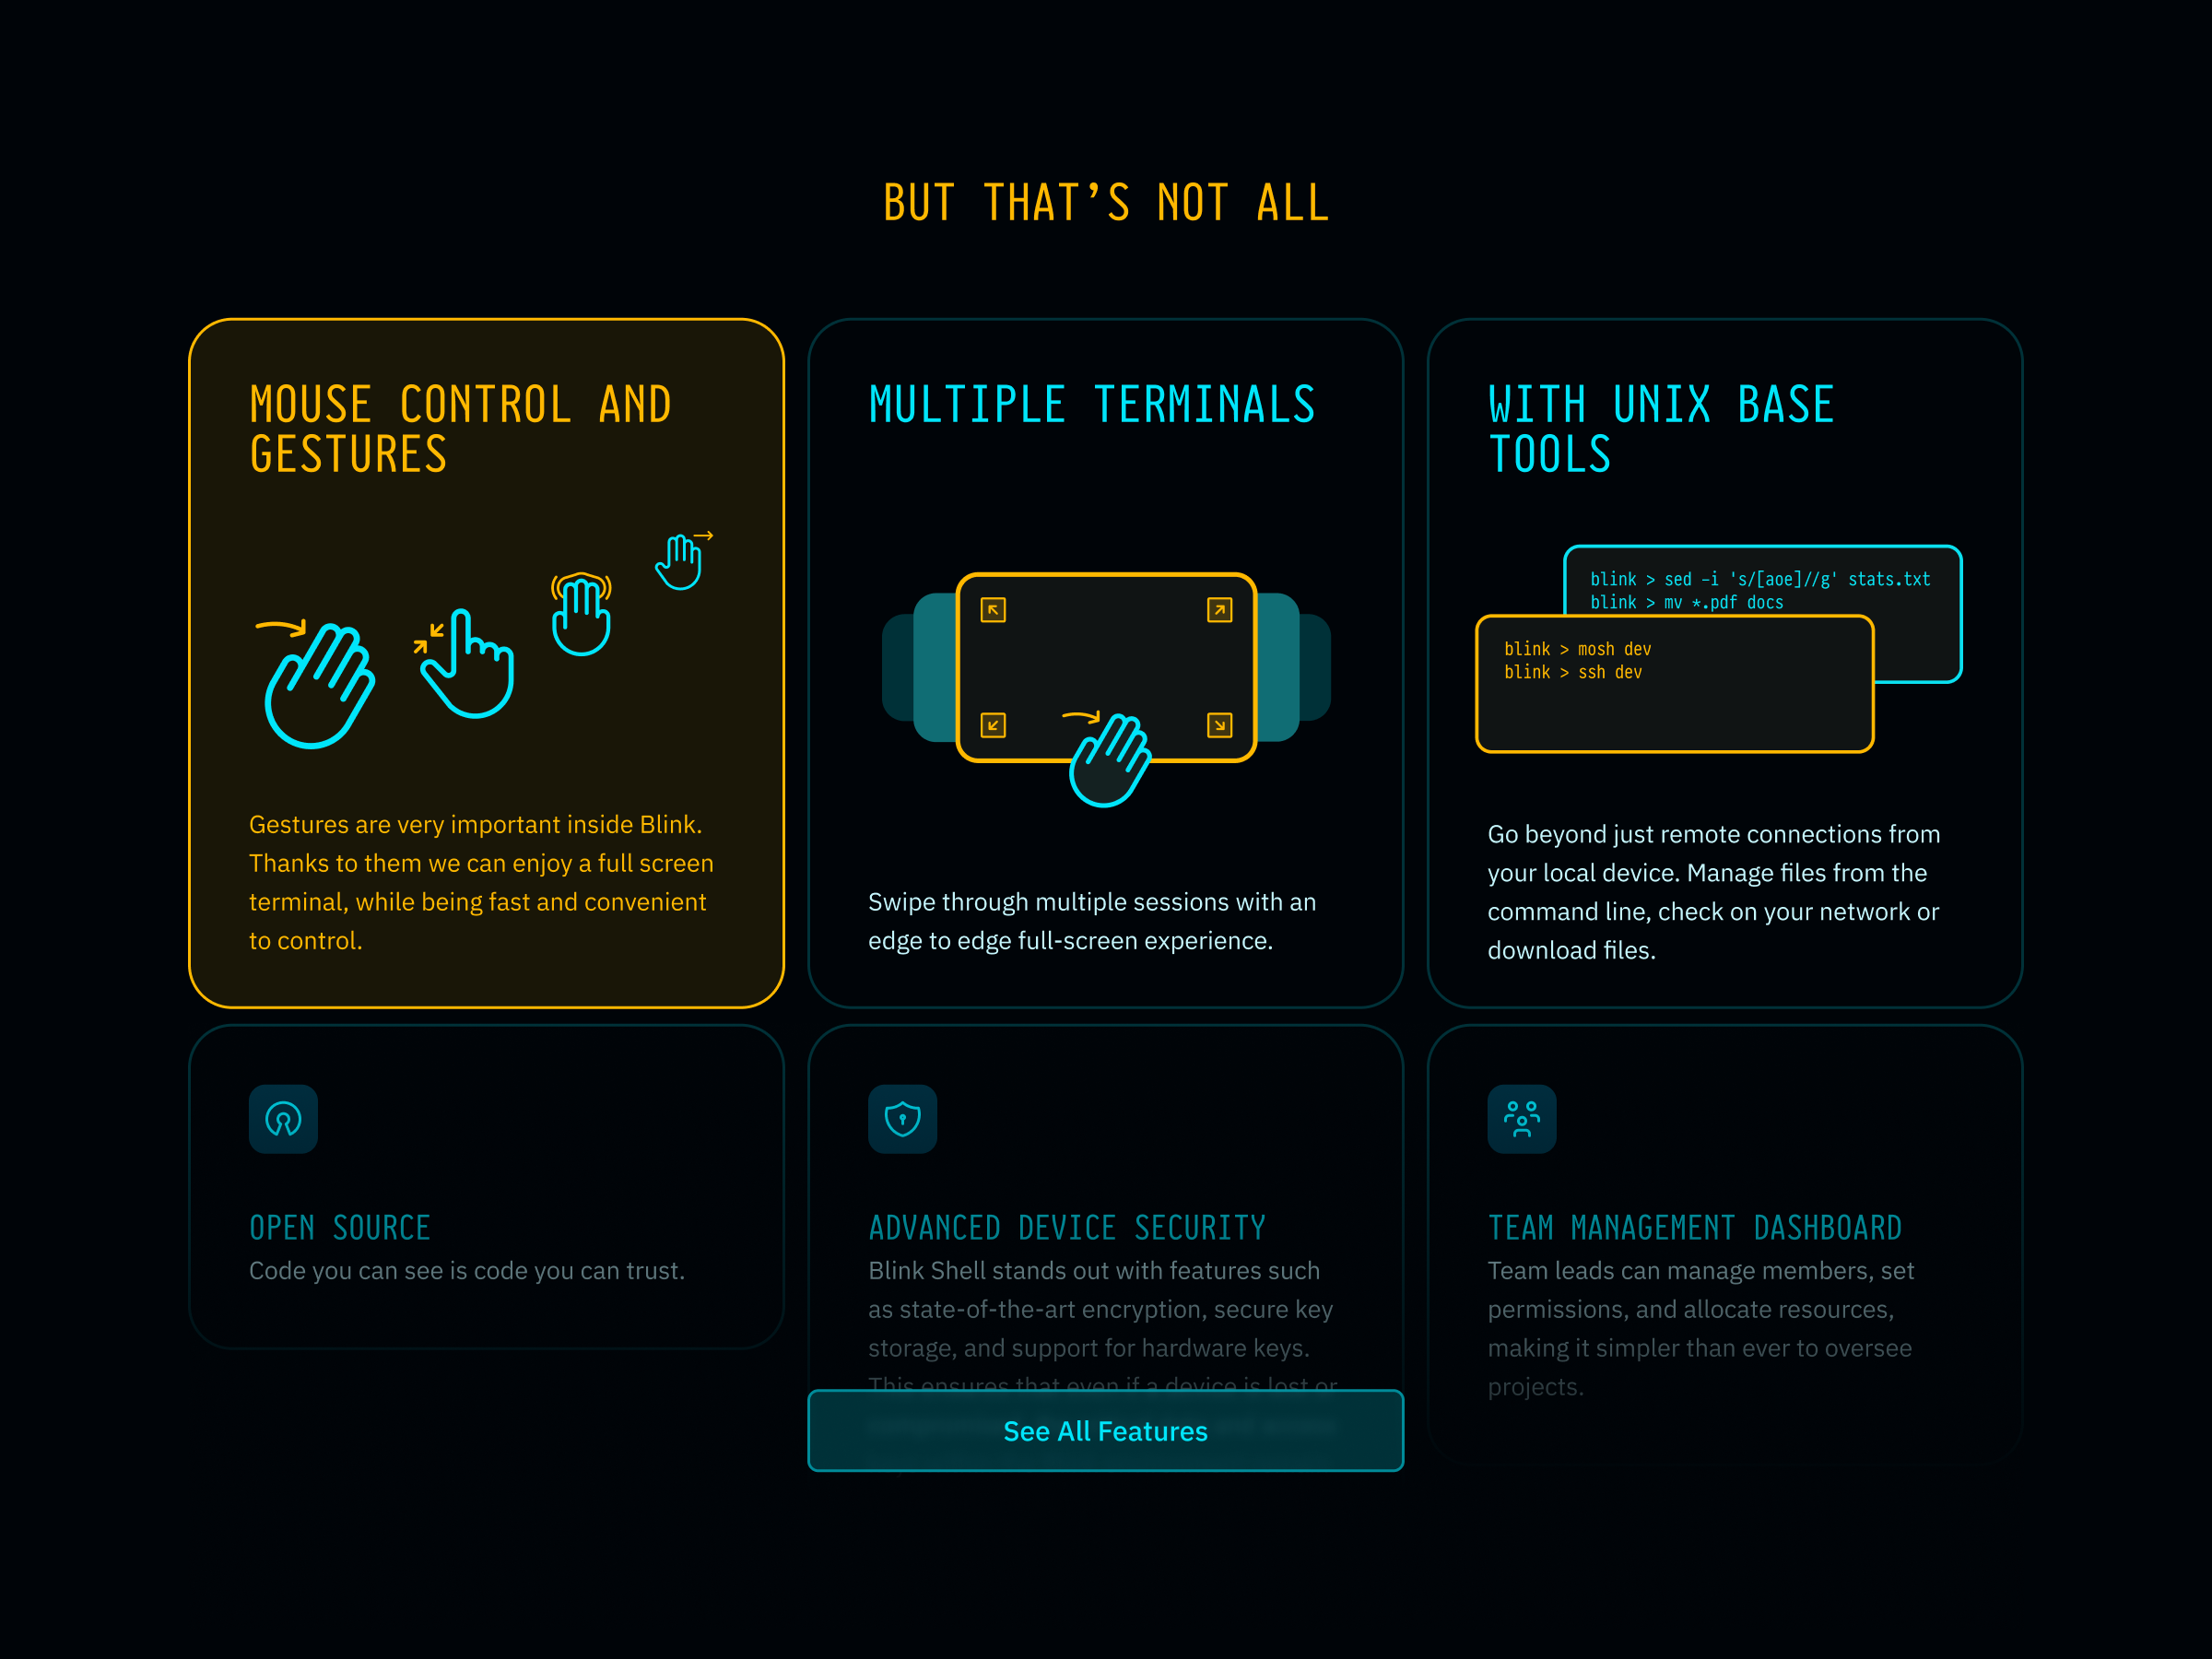 BUT THAT’S NOT ALL
MOUSE CONTROL AND
GESTURES
Gestures are very important inside Blink.
Thanks to them we can enjoy a full screen
terminal, while being fast and convenient
to control.
MULTIPLE TERMINALS
Swipe through multiple sessions with an
edge to edge full-screen experience.
WITH UNIX BASE
TOOLS
blink > sed -i 's/[aoe]//g' stats.txt
blink > mv *.pdf docs
blink > mosh dev
blink > ssh dev
Go beyond just remote connections from
your local device. Manage files from the
command line, check on your network or
download files.
OPEN SOURCE
Code you can see is code you can trust.
ADVANCED DEVICE SECURITY
Blink Shell stands out with features such
as state-of-the-art encryption, secure key
storage, and support for hardware keys.
This ensures that even if a device is lost or
See All Features
TEAM MANAGEMENT DASHBOARD
Team leads can manage members, set
permissions, and allocate resources,
making it simpler than ever to oversee
projects.